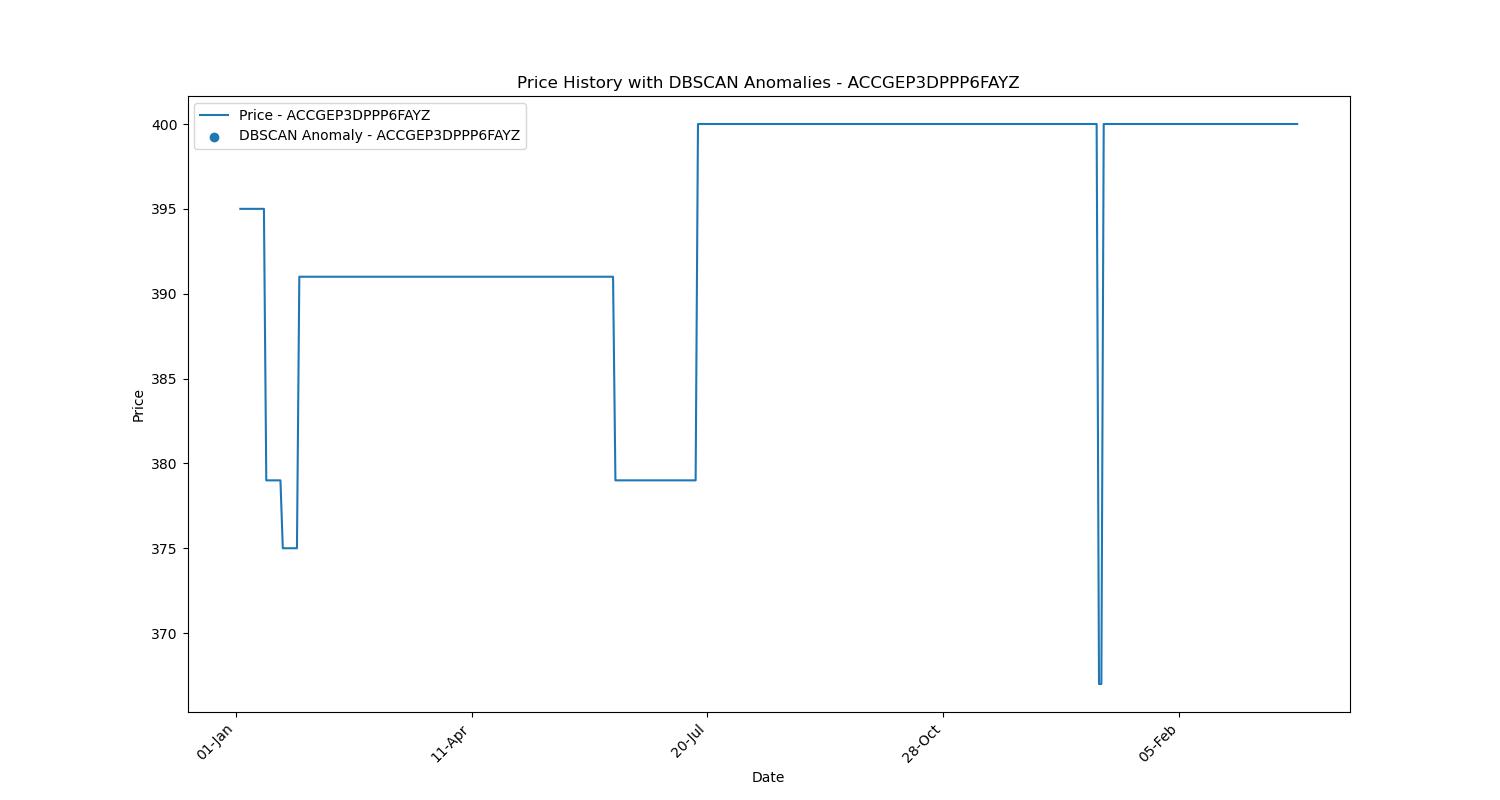 Price History with DBSCAN Anomalies - ACCGEP3DPPP6FAYZ
Price - ACCGEP3DPPP6FAYZ
DBSCAN Anomaly - ACCGEP3DPPP6FAYZ
400
395
390
385
380
375
370
Price
01-Jan
11-Apr
20-Jul
28-Oct
05-Feb
Date